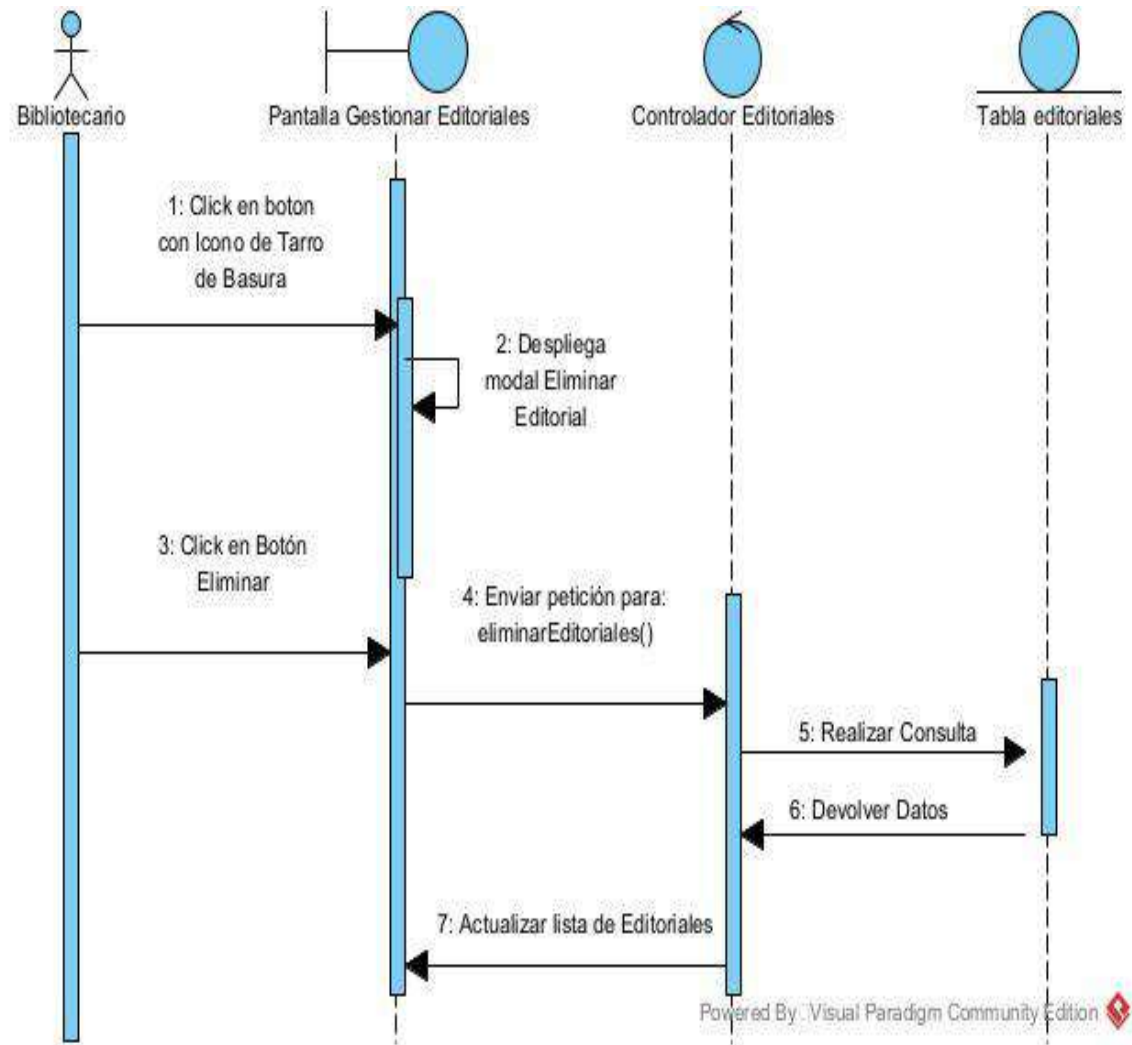 Bibliotecario
Pantalla Gestionar Editoriales
Controlador Editoriales
Tabla editoriales
1: Click en boton
con Icono de Tarro
de Basura
2: Despliega
modal Eliminar
Editorial
3: Click en Botón
Eliminar
4: Enviar petición para:
eliminarEditoriales()
5: Realizar Consulta
6: Devolver Datos
7: Actualizar lista de Editoriales
Powered By . Visual Paradigm Community Edition